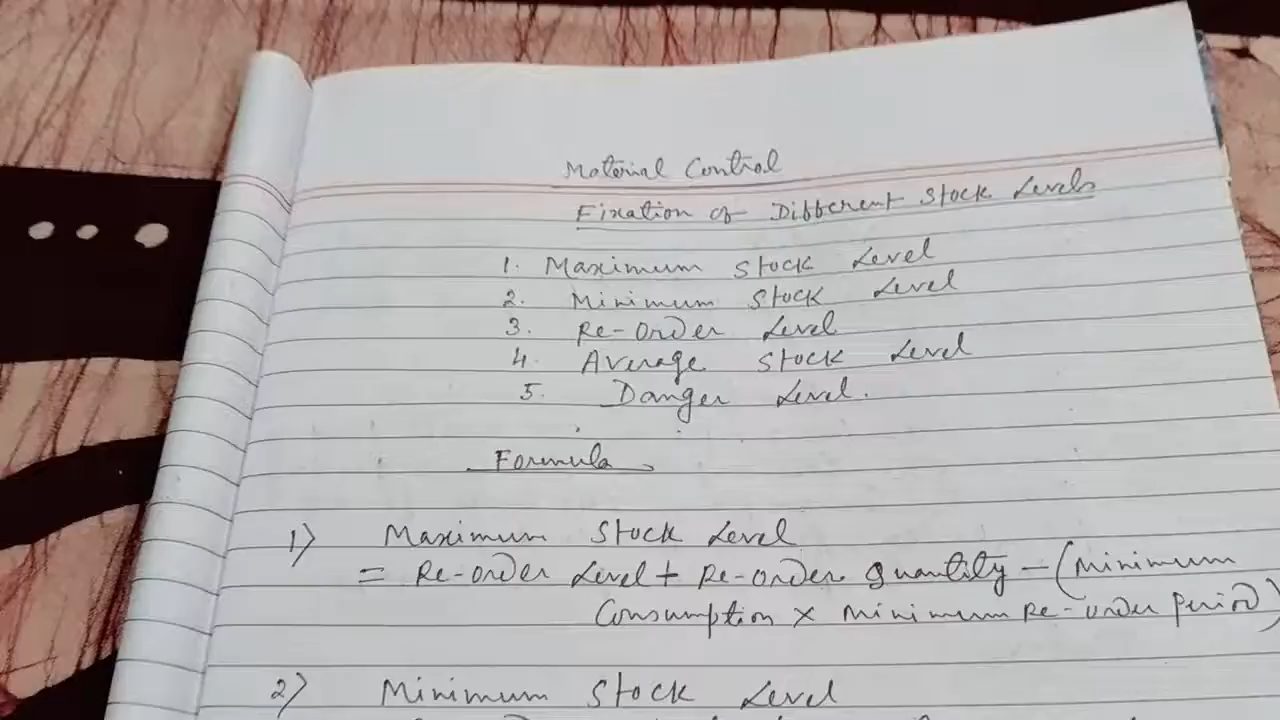 Material Control
Fixation of Different Stock Levels
1. Maximum Stock Level
2. Minimum Stock Level
3. Re-Order Level
4. Average Stock Level
5. Danger Level.
Formula
1) Maximum Stock Level
= Re-order Level + Re-order quantity - (Minimum
Consumption × Minimum Re-order Period)
2) Minimum Stock Level